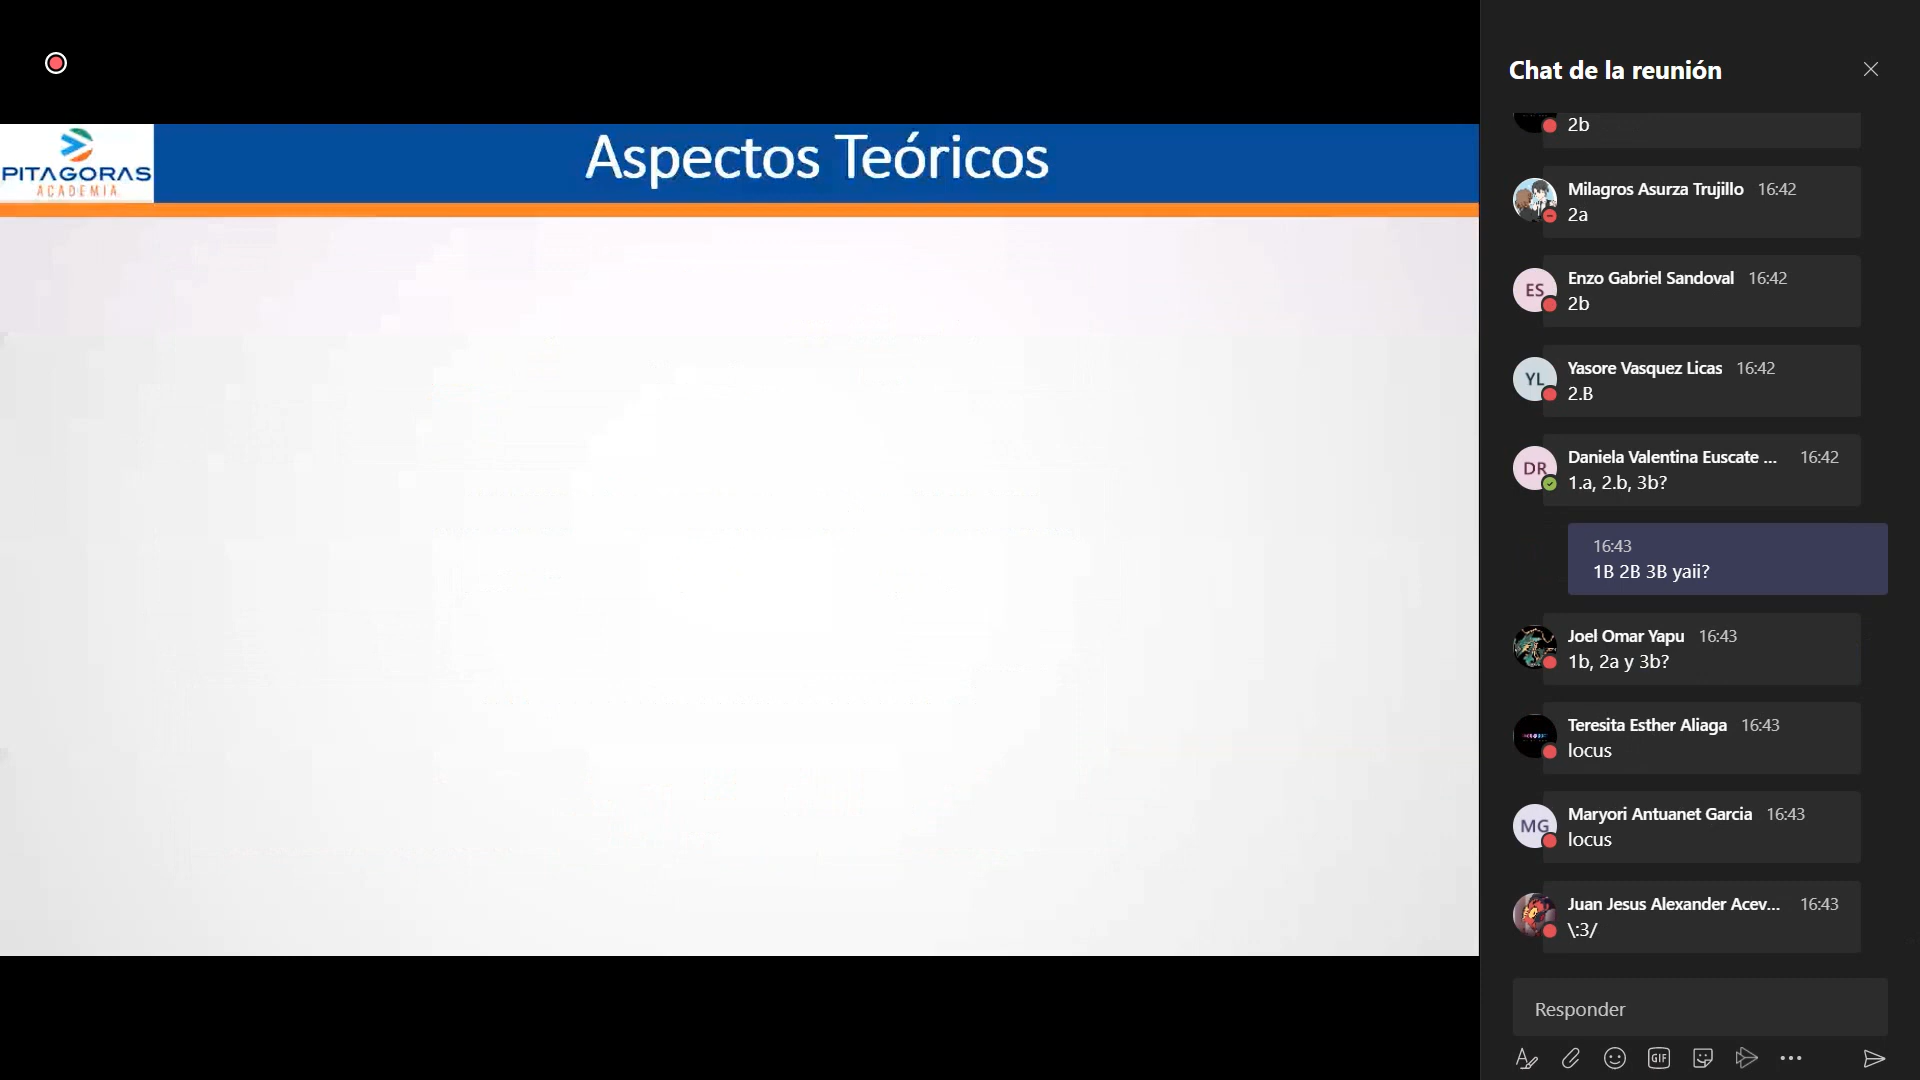 PITAGORAS
ACADEMIA
Aspectos Teóricos
Chat de la reunión
2b
Milagros Asurza Trujillo 16:42
2a
ES
Enzo Gabriel Sandoval 16:42
2b
YL
Yasore Vasquez Licas 16:42
2.B
DR
Daniela Valentina Euscate ... 16:42
1.a, 2.b, 3b?
16:43
1B 2B 3B yaii?
Joel Omar Yapu 16:43
1b, 2a y 3b?
Teresita Esther Aliaga 16:43
locus
MG
Maryori Antuanet Garcia 16:43
locus
Juan Jesus Alexander Acev... 16:43
\:3/
Responder
GIF